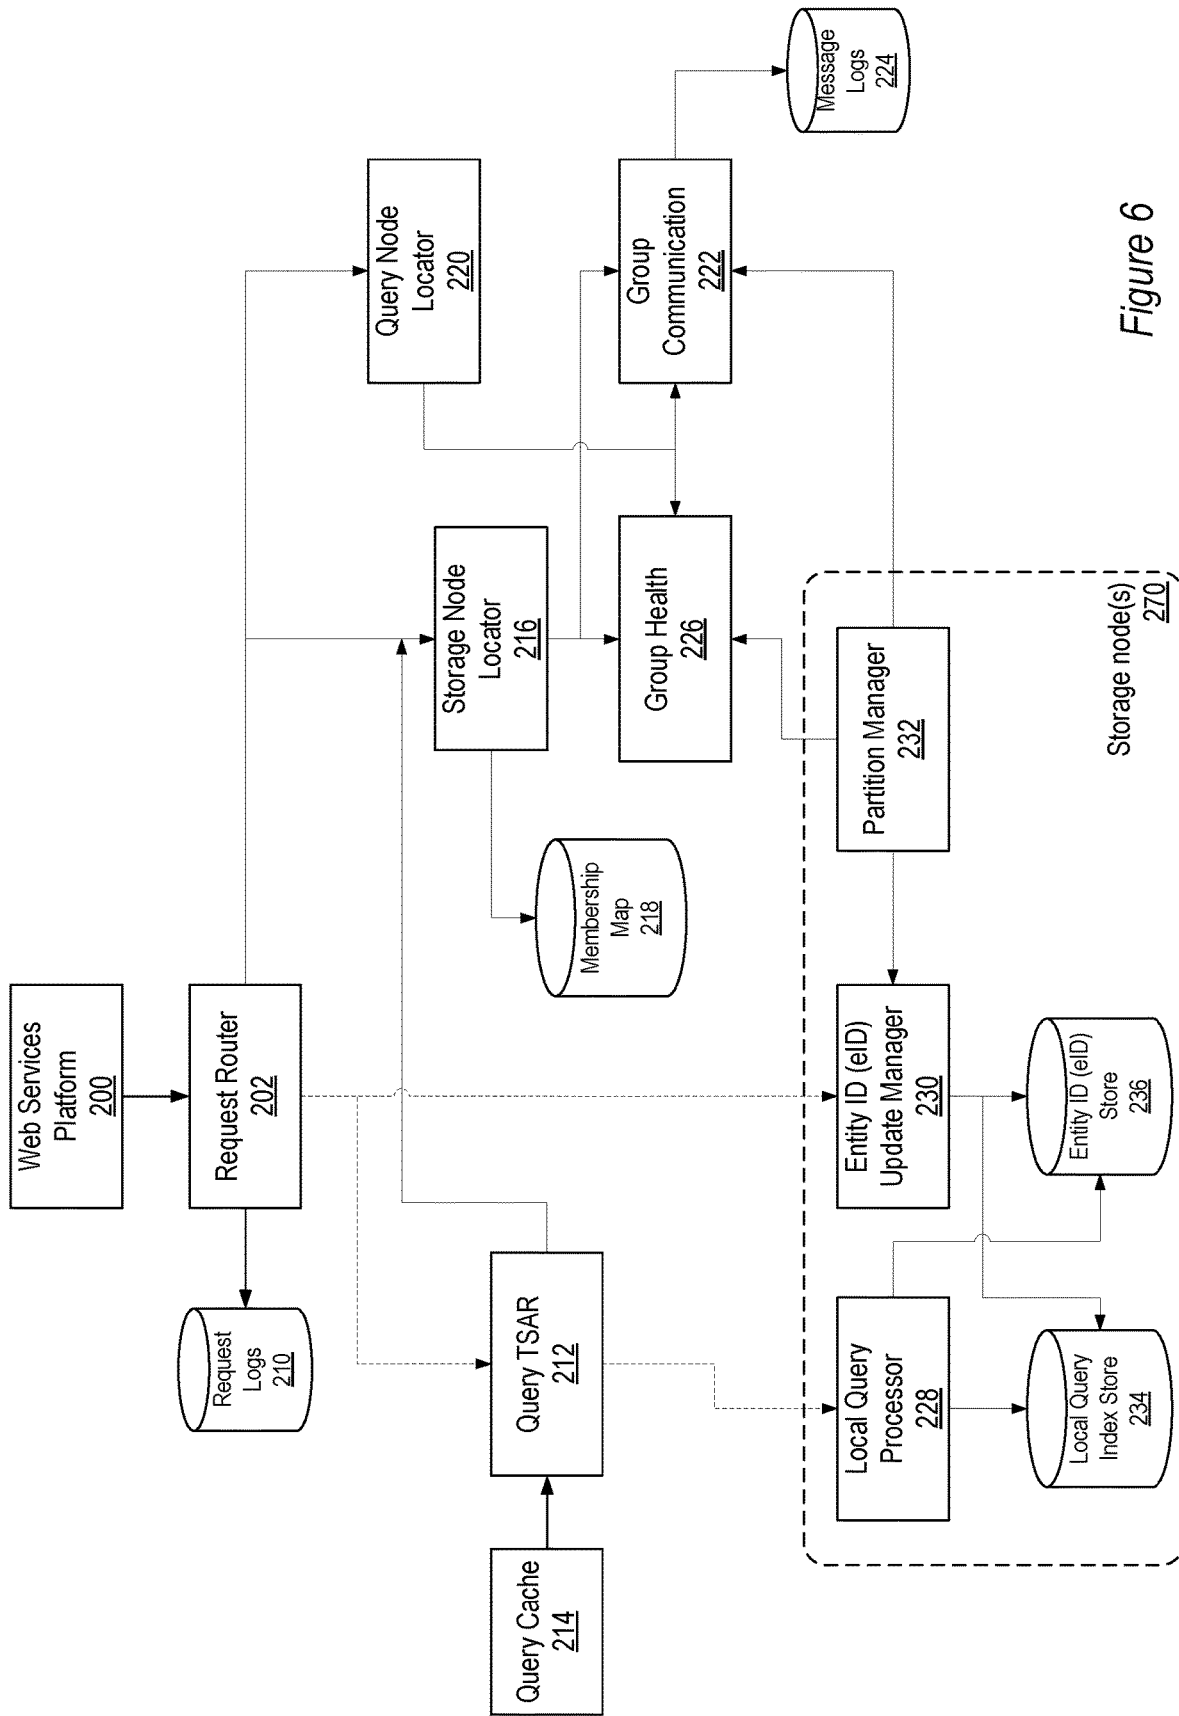 Web Services
Platform
200
Request Router
202
Request
Logs
210
Query Node
Locator
220
Storage Node
Locator
216
Query TSAR
212
Query Cache
214
Membership
Map
218
Group Health
226
Group
Communication
222
Message
Logs
224
Local Query
Processor
228
Entity ID (eID)
Update Manager
230
Partition Manager
232
Local Query
Index Store
234
Entity ID (eID)
Store
236
Storage node(s)
270
Figure 6